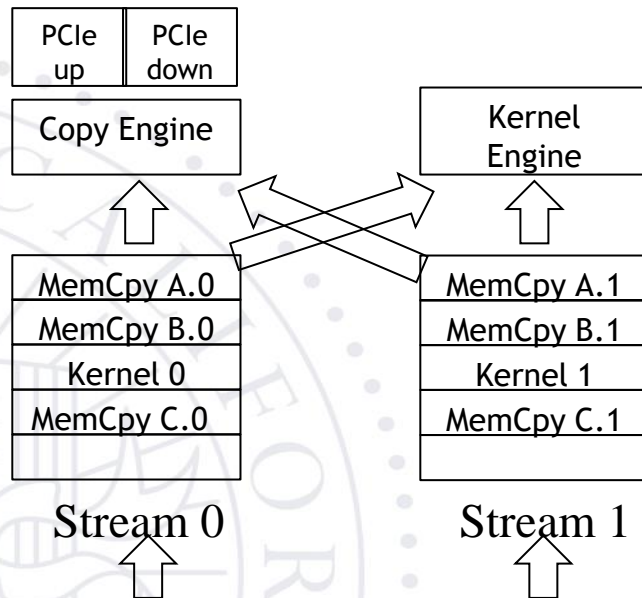 PCIe
up
PCIe
down
Copy Engine
Kernel
Engine
MemCpy A.0
MemCpy B.0
Kernel 0
MemCpy C.0
Stream 0
MemCpy A.1
MemCpy B.1
Kernel 1
MemCpy C.1
Stream 1
CALIFOR